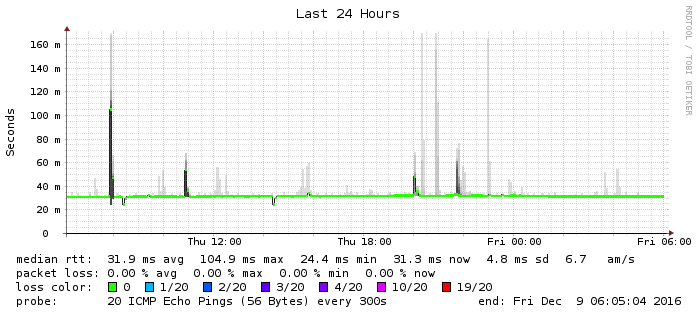 Last 24 Hours
RRDTOOL / TOBI OETIKER
Seconds
160 m
140 m
120 m
100 m
80 m
60 m
40 m
20 m
0
Thu 12:00 Thu 18:00 Fri 00:00 Fri 06:00
median rtt: 31.9 ms avg 104.9 ms max 24.4 ms min 31.3 ms now 4.8 ms sd 6.7 am/s
packet loss: 0.00 % avg 0.00 % max 0.00 % min 0.00 % now
loss color: 0 1/20 2/20 3/20 4/20 10/20 19/20
probe: 20 ICMP Echo Pings (56 Bytes) every 300s end: Fri Dec 9 06:05:04 2016